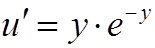 u' = y · e^{-y}